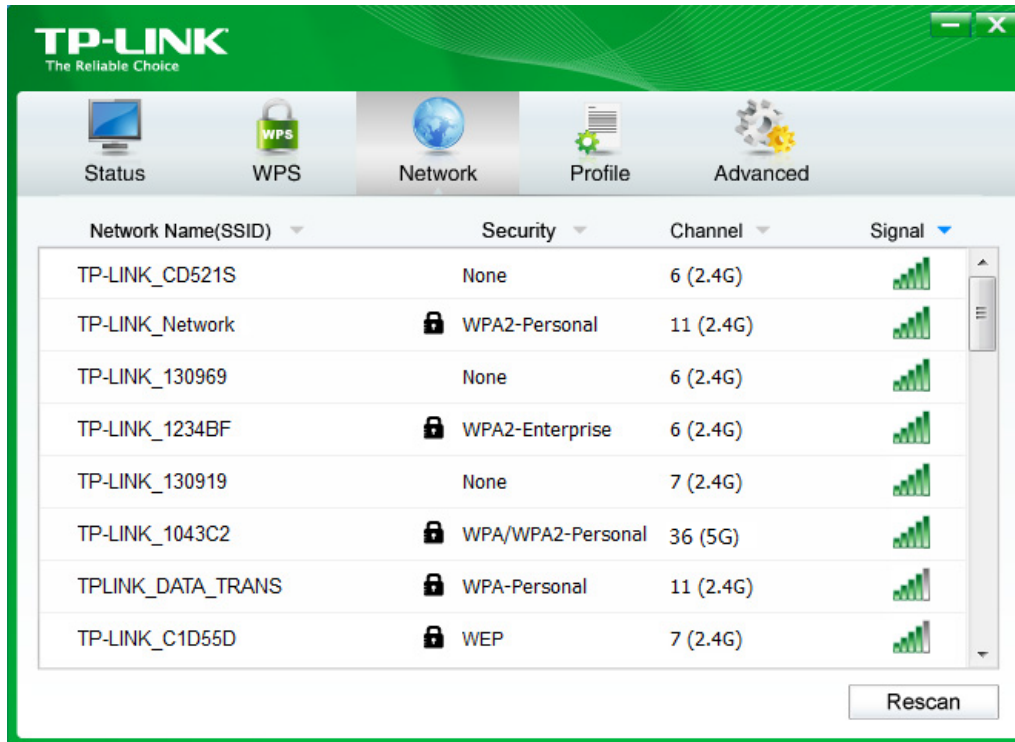 TP-LINK
The Reliable Choice
WPS
Status WPS Network Profile Advanced
Network Name(SSID) Security Channel Signal
TP-LINK_CD521S None 6 (2.4G)
TP-LINK_Network WPA2-Personal 11 (2.4G)
TP-LINK_130969 None 6 (2.4G)
TP-LINK_1234BF WPA2-Enterprise 6 (2.4G)
TP-LINK_130919 None 7 (2.4G)
TP-LINK_1043C2 WPA/WPA2-Personal 36 (5G)
TPLINK_DATA_TRANS WPA-Personal 11 (2.4G)
TP-LINK_C1D55D WEP 7 (2.4G)
Rescan